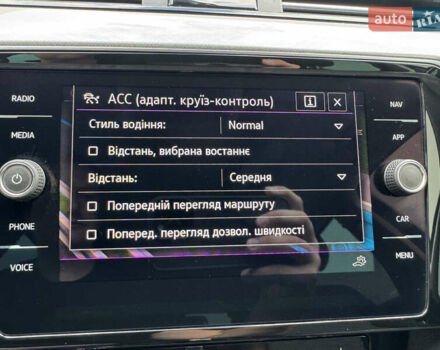 auto RIA
RADIO
MEDIA
PHONE
VOICE
ACC (адапт. круїз-контроль) i X
Стиль водіння: Normal
Відстань, вибрана востаннє
Відстань: Середня
Попередній перегляд маршруту
Поперед. перегляд дозвол. швидкості
NAV
APP
CAR
MENU